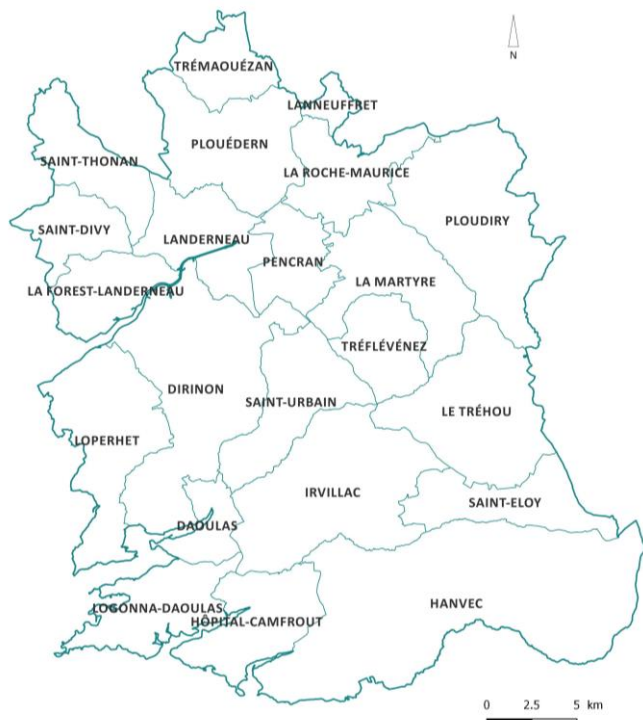 TRÉMAOUÉZAN
N
LANNEUFFRET
PLOUÉDERN
SAINT-THONAN
LA ROCHE-MAURICE
PLOUDIRY
SAINT-DIVY
LANDERNEAU
PENCRAN
LA MARTYRE
LA FOREST-LANDERNEAU
TRÉFLÉVÉNEZ
DIRINON
SAINT-URBAIN
LE TRÉHOU
LOPERHET
IRVILLAC
SAINT-ELOY
DAOULAS
HANVEC
LOGONNA-DAOULAS
HÔPITAL-CAMFROUT
0 2.5 5 km